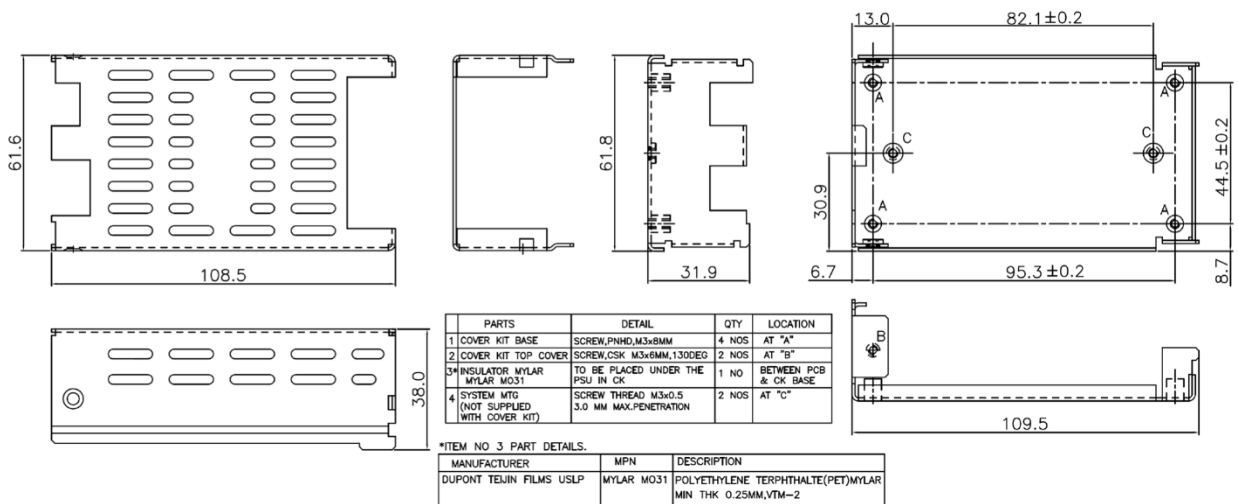 13.0
82.1±0.2
61.6
61.8
A
A
C
C
44.5±0.2
30.9
A
A
108.5
31.9
6.7
95.3±0.2
8.7
PARTS DETAIL QTY LOCATION
1 COVER KIT BASE SCREW,PNHD,M3x8MM 4 NOS AT "A"
2 COVER KIT TOP COVER SCREW,CSK M3x6MM,130DEG 2 NOS AT "B"
3* INSULATOR MYLAR TO BE PLACED UNDER THE 1 NO BETWEEN PCB
MYLAR MO31 PSU IN CK & CK BASE
4 SYSTEM MTG SCREW THREAD M3x0.5 2 NOS AT "C"
(NOT SUPPLIED 3.0 MM MAX.PENETRATION
WITH COVER KIT)
B
38.0
109.5
*ITEM NO 3 PART DETAILS.
MANUFACTURER MPN DESCRIPTION
DUPONT TEIJIN FILMS USLP MYLAR MO31 POLYETHYLENE TERPHTHALTE(PET)MYLAR
MIN THK 0.25MM,VTM-2